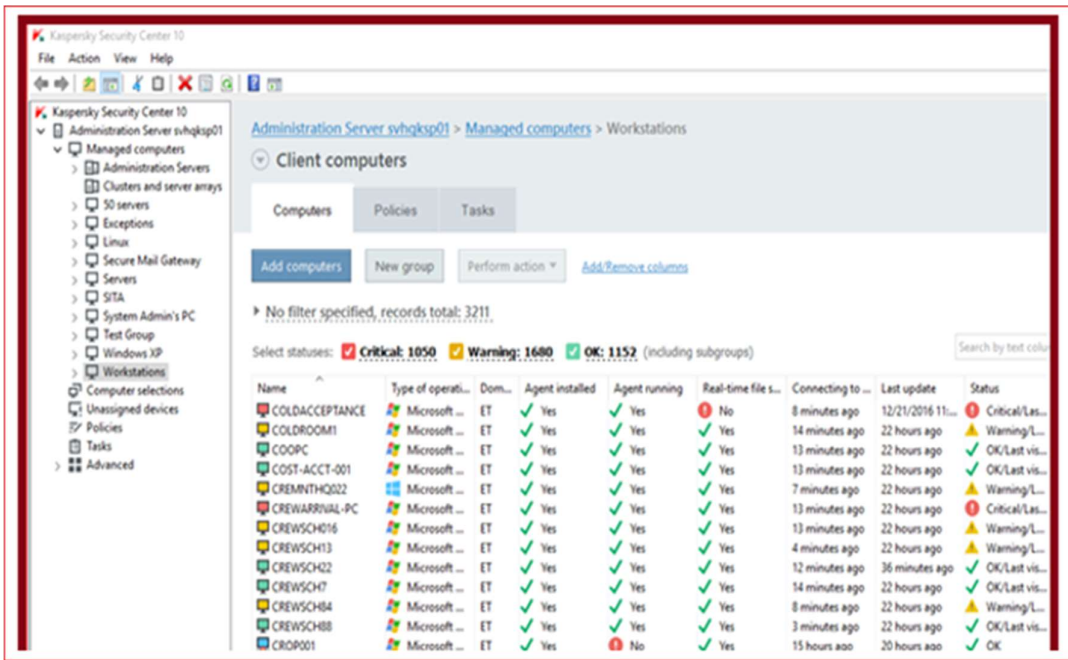 Kaspersky Security Center 10
File Action View Help
Kaspersky Security Center 10
Administration Server svhqksp01
Managed computers
Administration Servers
Clusters and server arrays
50 servers
Exceptions
Linux
Secure Mail Gateway
Servers
SITA
System Admin's PC
Test Group
Windows XP
Workstations
Computer selections
Unassigned devices
Policies
Tasks
Advanced
Administration Server svhqksp01 > Managed computers > Workstations
Client computers
Computers Policies Tasks
Add computers New group Perform action Add/Remove columns
No filter specified, records total: 3211
Select statuses: Critical: 1050 Warning: 1680 OK: 1152 (including subgroups)
Search by text colu
Name Type of operati... Dom... Agent installed Agent running Real-time file s... Connecting to ... Last update Status
COLDACCEPTANCE Microsoft ... ET Yes Yes No 8 minutes ago 12/21/2016 11:... Critical/Las...
COLDROOM1 Microsoft ... ET Yes Yes Yes 14 minutes ago 22 hours ago Warning/L...
COOPC Microsoft ... ET Yes Yes Yes 13 minutes ago 22 hours ago OK/Last vis...
COST-ACCT-001 Microsoft ... ET Yes Yes Yes 13 minutes ago 22 hours ago OK/Last vis...
CREMNTHQ022 Microsoft ... ET Yes Yes Yes 7 minutes ago 22 hours ago Warning/L...
CREWARRIVAL-PC Microsoft ... ET Yes Yes Yes 13 minutes ago 22 hours ago Critical/Las...
CREWSCH016 Microsoft ... ET Yes Yes Yes 13 minutes ago 22 hours ago Warning/L...
CREWSCH13 Microsoft ... ET Yes Yes Yes 4 minutes ago 22 hours ago Warning/L...
CREWSCH22 Microsoft ... ET Yes Yes Yes 12 minutes ago 36 minutes ago OK/Last vis...
CREWSCH7 Microsoft ... ET Yes Yes Yes 14 minutes ago 22 hours ago OK/Last vis...
CREWSCH84 Microsoft ... ET Yes Yes Yes 8 minutes ago 22 hours ago Warning/L...
CREWSCH88 Microsoft ... ET Yes Yes Yes 3 minutes ago 22 hours ago OK/Last vis...
CROP001 Microsoft ... ET Yes No Yes 15 hours ago 20 hours ago OK